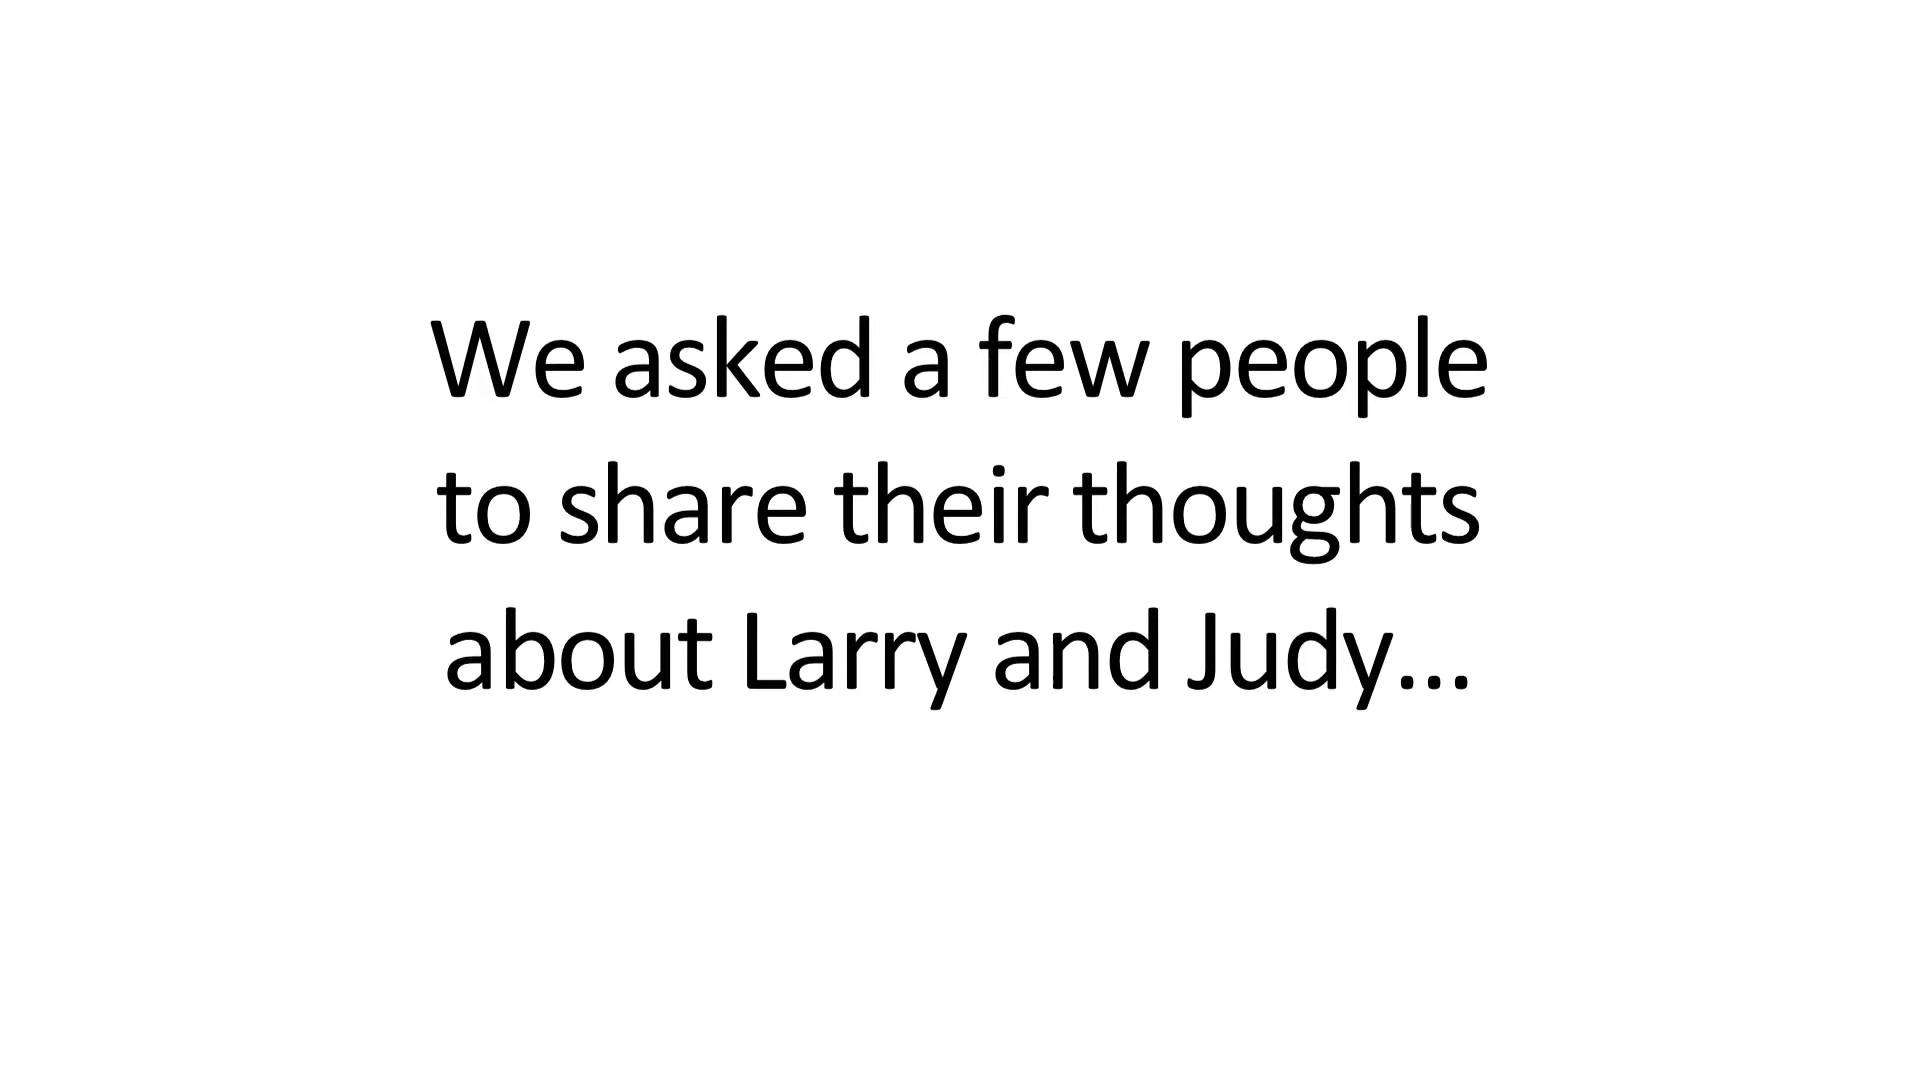 We asked a few people
to share their thoughts
about Larry and Judy...